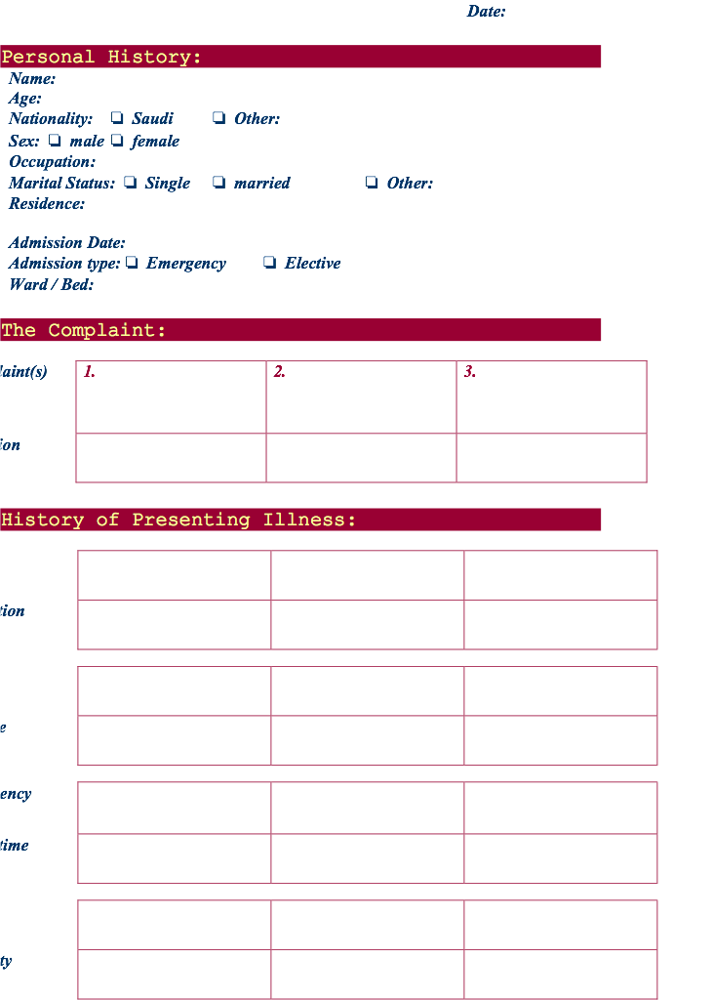 Date:
Personal History:
Name:
Age:
Nationality: ❏ Saudi ❏ Other:
Sex: ❏ male ❏ female
Occupation:
Marital Status: ❏ Single ❏ married ❏ Other:
Residence:
Admission Date:
Admission type: ❏ Emergency ❏ Elective
Ward / Bed:
The Complaint:
laint(s) 1. 2. 3.
ion
History of Presenting Illness:
tion
e
ency
time
ty